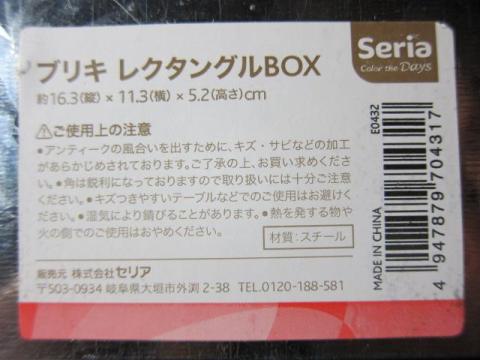 Seria
Color the Days
ブリキ レクタングルBOX
約16.3(縦)×11.3(横)×5.2(高さ)cm
⚠ご使用上の注意
●アンティークの風合いを出すために、キズ・サビなどの加工
があらかじめされております。ご了承の上、お買い求めくださ
い。●角は鋭利になっておりますので取り扱いには十分ご注意
ください。●キズつきやすいテーブルなどでのご使用はお避けく
ださい。●湿気により錆びることがあります。●熱を発する物や
火の側でのご使用はおやめください。
材質:スチール
販売元 株式会社セリア
〒503-0934 岐阜県大垣市外渕 2-38 TEL.0120-188-581
MADE IN CHINA
E0432
4 947879 704317